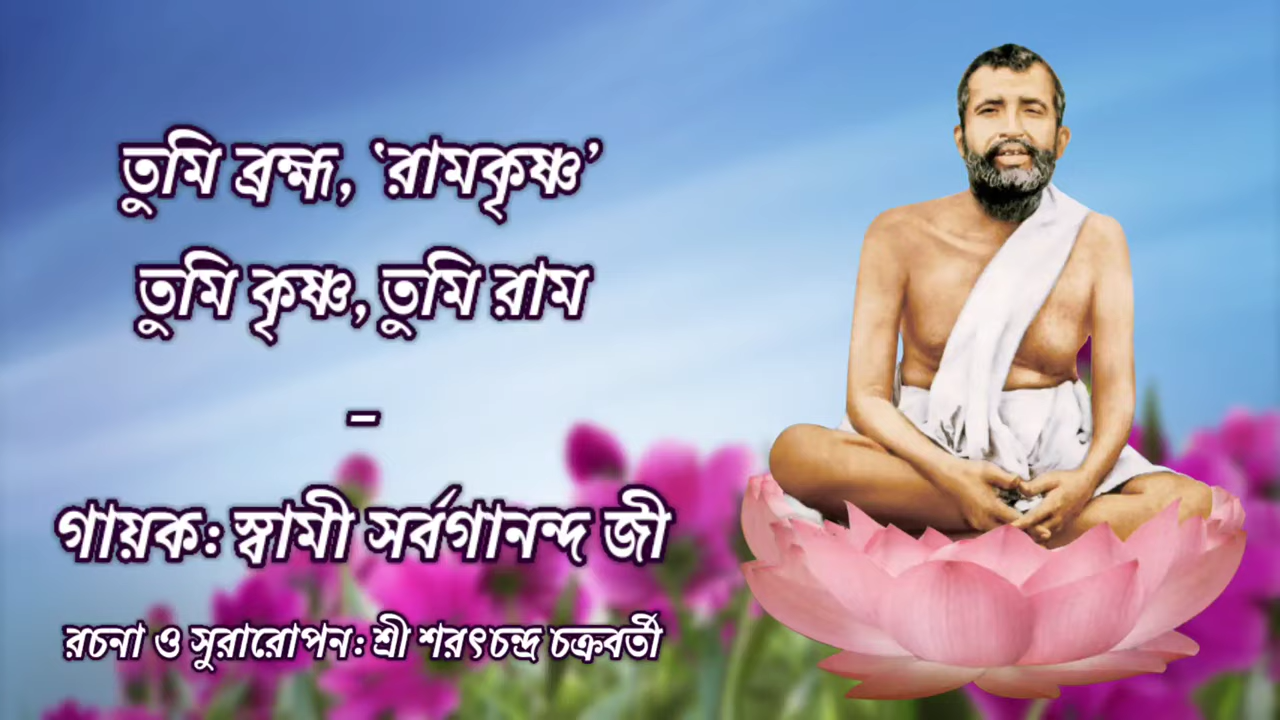 তুমি ব্রহ্ম, ‘রামকৃষ্ণ’
তুমি কৃষ্ণ, তুমি রাম
–
গায়ক: স্বামী সর্বগানন্দ জী
রচনা ও সুরারোপন: শ্রী শরৎচন্দ্র চক্রবর্তী